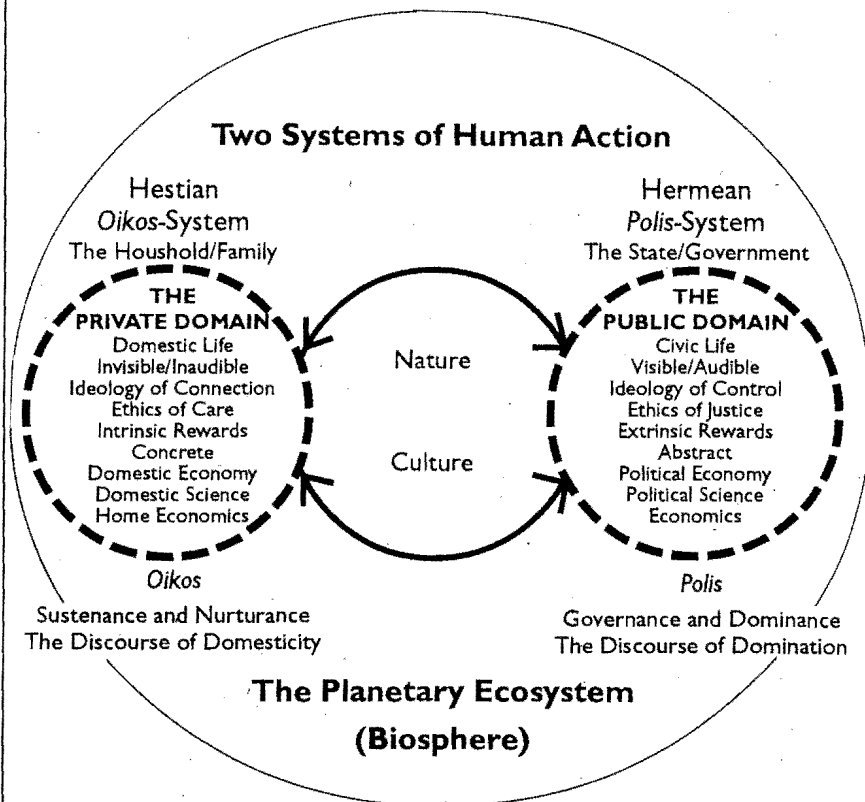 Two Systems of Human Action
Hestian
Oikos-System
The Houshold/Family
THE
PRIVATE DOMAIN
Domestic Life
Invisible/Inaudible
Ideology of Connection
Ethics of Care
Intrinsic Rewards
Concrete
Domestic Economy
Domestic Science
Home Economics
Oikos
Sustenance and Nurturance
The Discourse of Domesticity
Nature
Culture
Hermean
Polis-System
The State/Government
THE
PUBLIC DOMAIN
Civic Life
Visible/Audible
Ideology of Control
Ethics of Justice
Extrinsic Rewards
Abstract
Political Economy
Political Science
Economics
Polis
Governance and Dominance
The Discourse of Domination
The Planetary Ecosystem
(Biosphere)